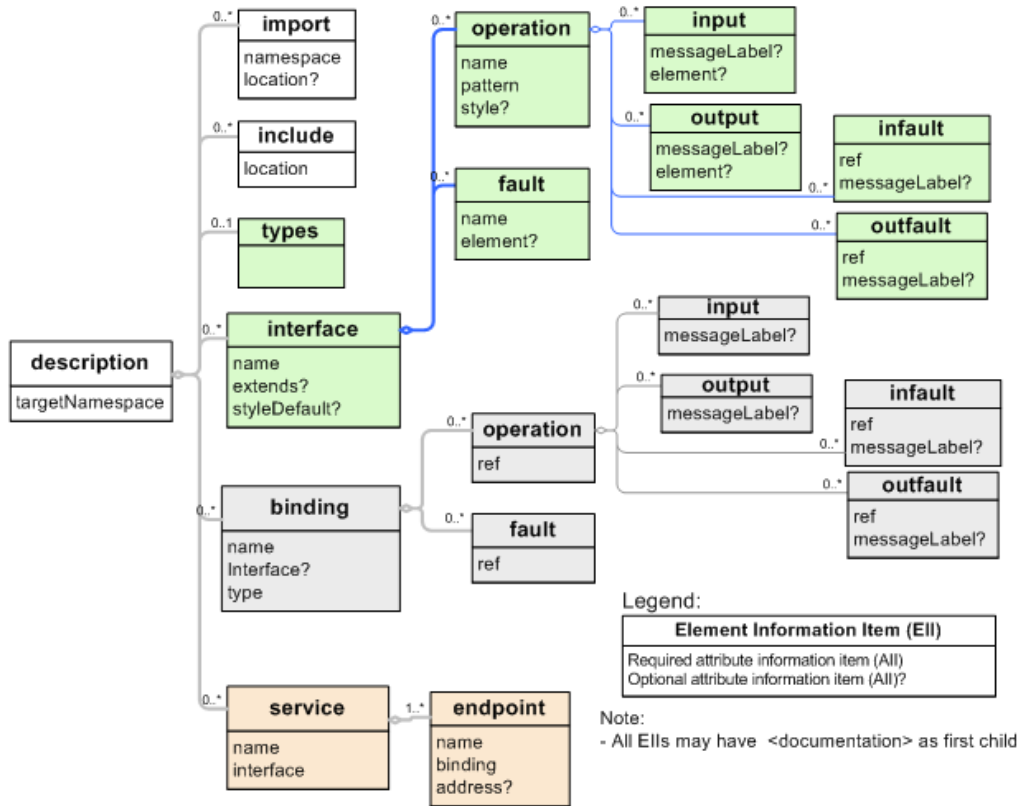 0..*
import
namespace
location?
0..*
include
location
0..1
types
0..*
interface
name
extends?
styleDefault?
description
targetNamespace
0..*
operation
name
pattern
style?
0..*
fault
name
element?
0..*
input
messageLabel?
element?
0..*
output
messageLabel?
element?
0..*
infault
ref
messageLabel?
0..*
outfault
ref
messageLabel?
0..*
binding
name
Interface?
type
0..*
operation
ref
0..*
fault
ref
0..*
input
messageLabel?
0..*
output
messageLabel?
0..*
infault
ref
messageLabel?
0..*
outfault
ref
messageLabel?
0..*
service
name
interface
1..*
endpoint
name
binding
address?
Legend:
Element Information Item (EII)
Required attribute information item (AII)
Optional attribute information item (AII)?
Note:
- All EIIs may have <documentation> as first child